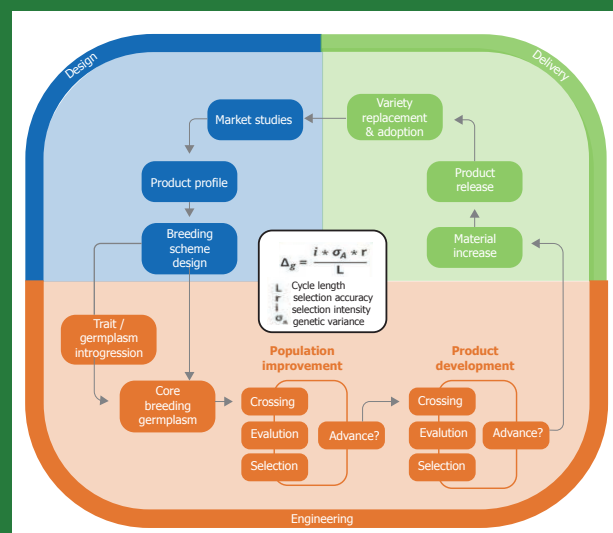 Design
Delivery
Market studies
Variety
replacement
& adoption
Product profile
Product
release
Breeding
scheme
design
Material
increase
Δg = i * σA * r
L
L Cycle length
r selection accuracy
i selection intensity
σA genetic variance
Trait /
germplasm
introgression
Core
breeding
germplasm
Population
improvement
Crossing
Evalution
Selection
Advance?
Product
development
Crossing
Evalution
Selection
Advance?
Engineering